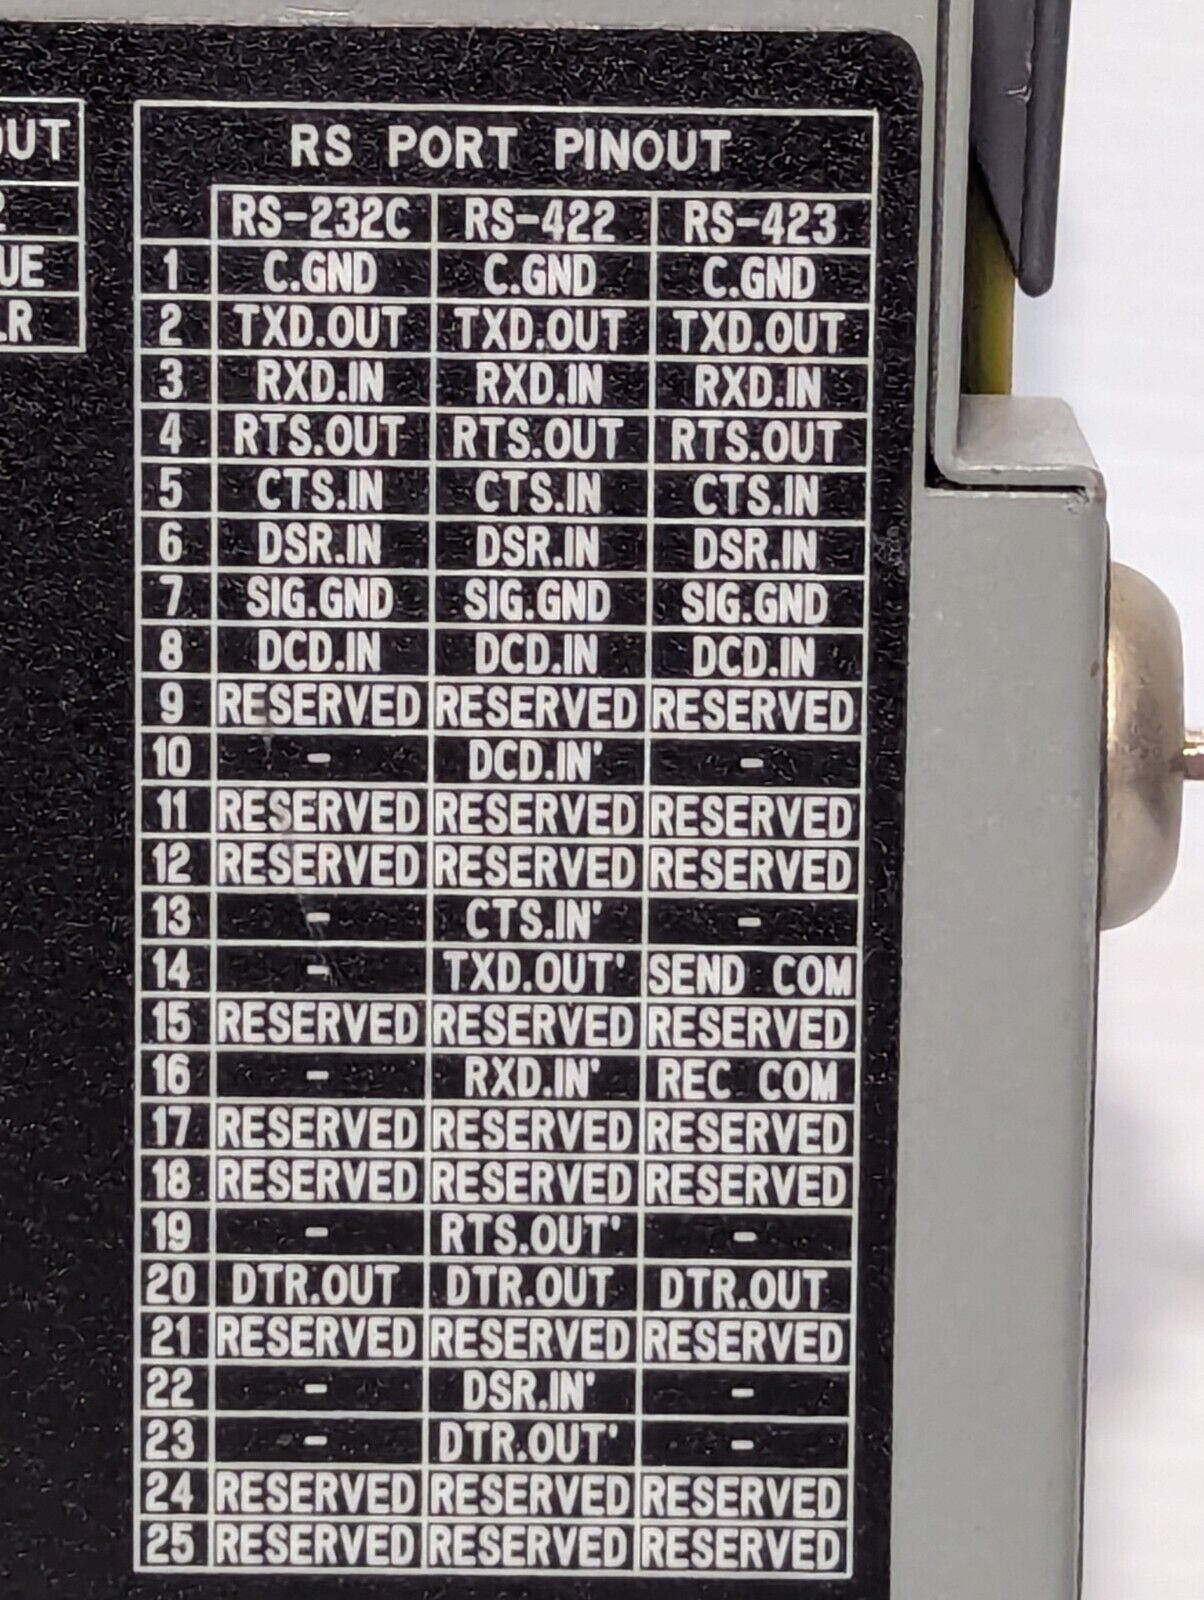 OUT
2
UE
LR
RS PORT PINOUT
RS-232C RS-422 RS-423
1 C.GND C.GND C.GND
2 TXD.OUT TXD.OUT TXD.OUT
3 RXD.IN RXD.IN RXD.IN
4 RTS.OUT RTS.OUT RTS.OUT
5 CTS.IN CTS.IN CTS.IN
6 DSR.IN DSR.IN DSR.IN
7 SIG.GND SIG.GND SIG.GND
8 DCD.IN DCD.IN DCD.IN
9 RESERVED RESERVED RESERVED
10 - DCD.IN' -
11 RESERVED RESERVED RESERVED
12 RESERVED RESERVED RESERVED
13 - CTS.IN' -
14 - TXD.OUT' SEND COM
15 RESERVED RESERVED RESERVED
16 - RXD.IN' REC COM
17 RESERVED RESERVED RESERVED
18 RESERVED RESERVED RESERVED
19 - RTS.OUT' -
20 DTR.OUT DTR.OUT DTR.OUT
21 RESERVED RESERVED RESERVED
22 - DSR.IN' -
23 - DTR.OUT' -
24 RESERVED RESERVED RESERVED
25 RESERVED RESERVED RESERVED